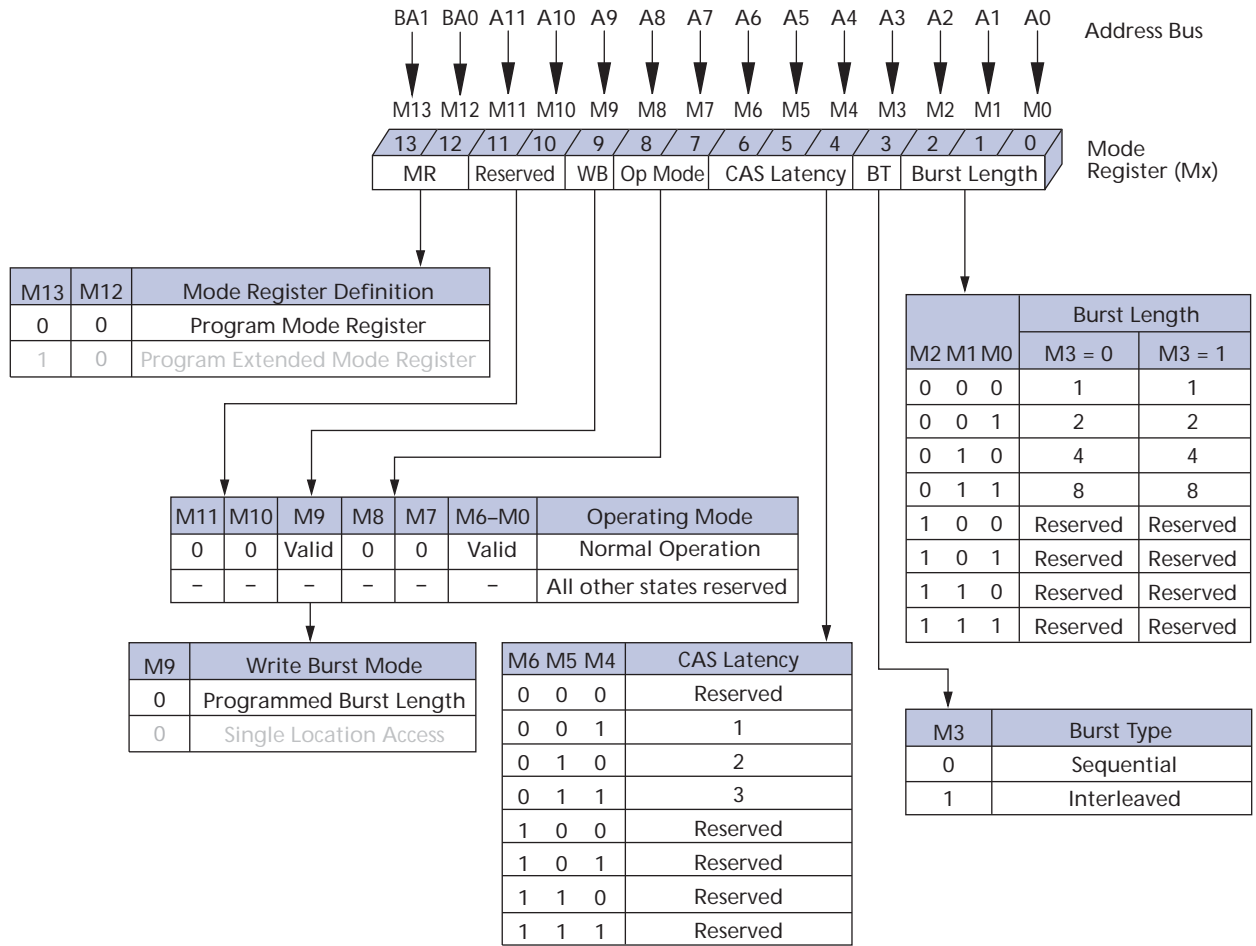 BA1 BA0 A11 A10 A9 A8 A7 A6 A5 A4 A3 A2 A1 A0
Address Bus
M13 M12 M11 M10 M9 M8 M7 M6 M5 M4 M3 M2 M1 M0
13 12 11 10 9 8 7 6 5 4 3 2 1 0
MR Reserved WB Op Mode CAS Latency BT Burst Length
Mode
Register (Mx)
M13 M12 Mode Register Definition
0 0 Program Mode Register
1 0 Program Extended Mode Register
Burst Length
M2 M1 M0 M3 = 0 M3 = 1
0 0 0 1 1
0 0 1 2 2
0 1 0 4 4
0 1 1 8 8
1 0 0 Reserved Reserved
1 0 1 Reserved Reserved
1 1 0 Reserved Reserved
1 1 1 Reserved Reserved
M11 M10 M9 M8 M7 M6–M0 Operating Mode
0 0 Valid 0 0 Valid Normal Operation
– – – – – – All other states reserved
M9 Write Burst Mode
0 Programmed Burst Length
0 Single Location Access
M6 M5 M4 CAS Latency
0 0 0 Reserved
0 0 1 1
0 1 0 2
0 1 1 3
1 0 0 Reserved
1 0 1 Reserved
1 1 0 Reserved
1 1 1 Reserved
M3 Burst Type
0 Sequential
1 Interleaved